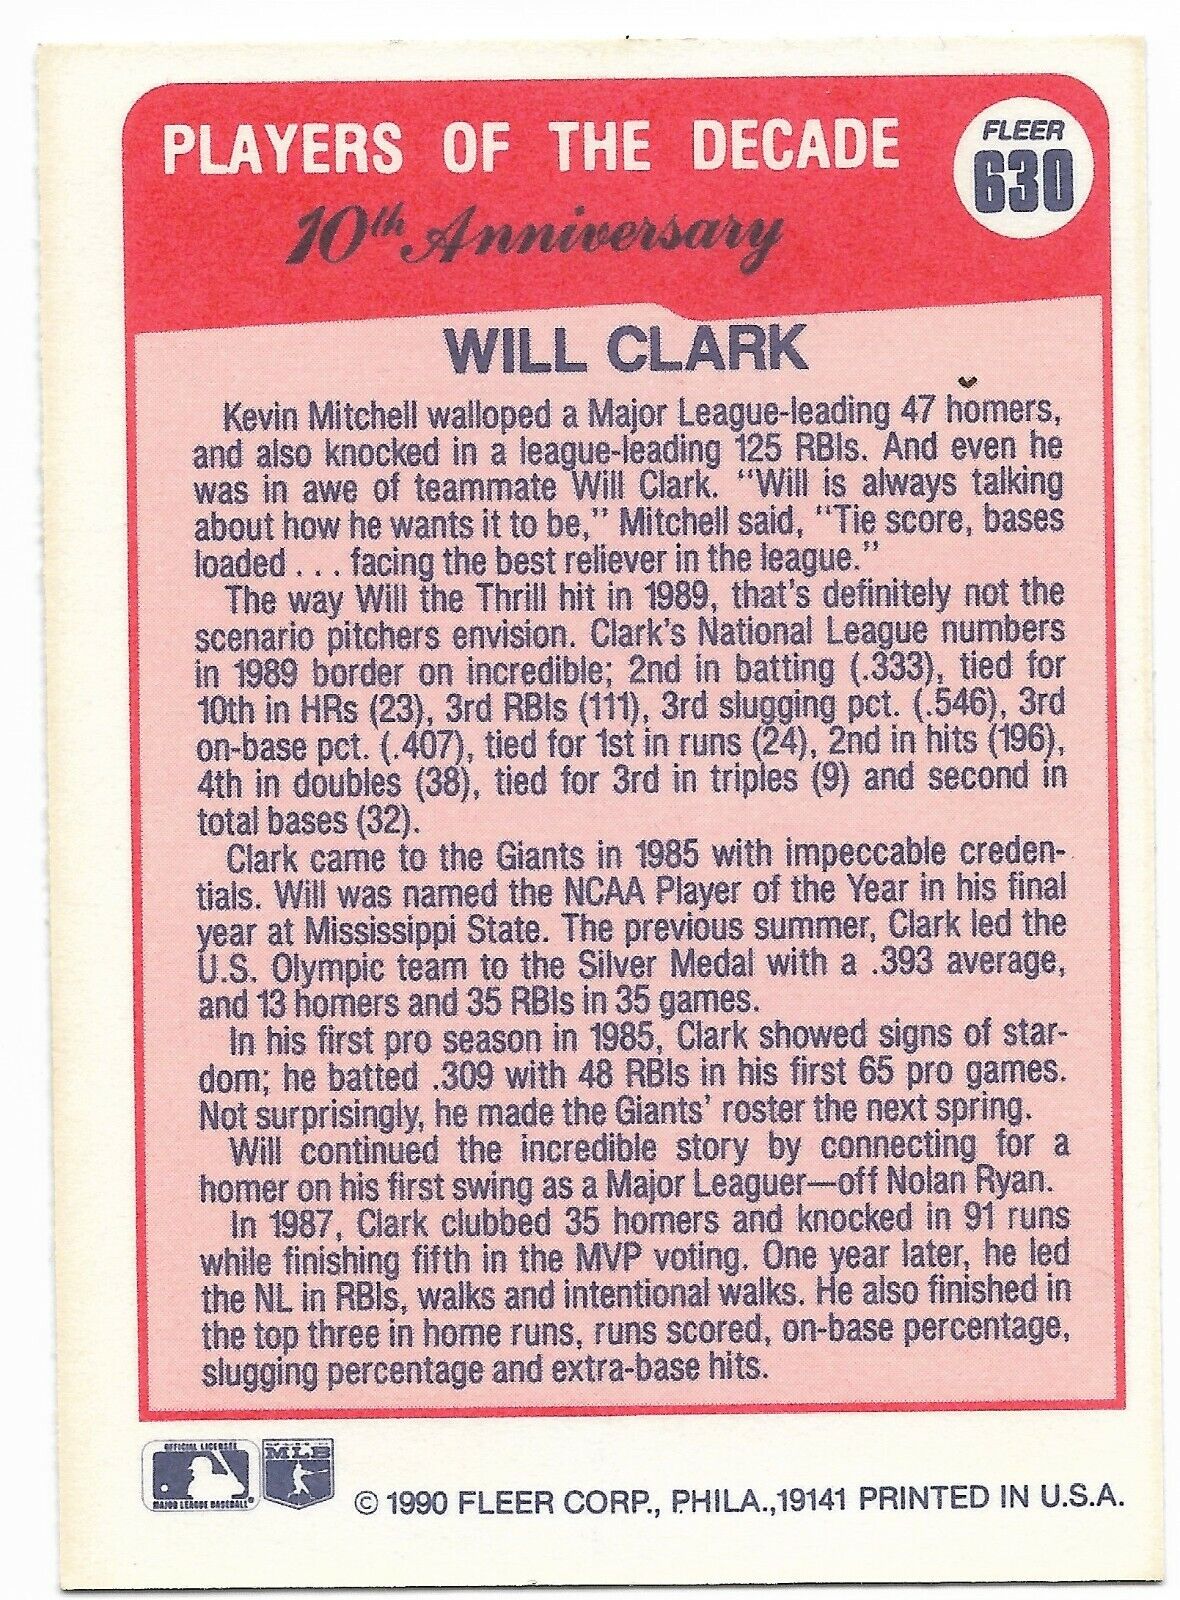 PLAYERS OF THE DECADE
FLEER
630
10th Anniversary
WILL CLARK
Kevin Mitchell walloped a Major League-leading 47 homers,
and also knocked in a league-leading 125 RBIs. And even he
was in awe of teammate Will Clark. "Will is always talking
about how he wants it to be," Mitchell said, "Tie score, bases
loaded . . . facing the best reliever in the league."
The way Will the Thrill hit in 1989, that's definitely not the
scenario pitchers envision. Clark's National League numbers
in 1989 border on incredible; 2nd in batting (.333), tied for
10th in HRs (23), 3rd RBIs (111), 3rd slugging pct. (.546), 3rd
on-base pct. (.407), tied for 1st in runs (24), 2nd in hits (196),
4th in doubles (38), tied for 3rd in triples (9) and second in
total bases (32).
Clark came to the Giants in 1985 with impeccable creden-
tials. Will was named the NCAA Player of the Year in his final
year at Mississippi State. The previous summer, Clark led the
U.S. Olympic team to the Silver Medal with a .393 average,
and 13 homers and 35 RBIs in 35 games.
In his first pro season in 1985, Clark showed signs of star-
dom; he batted .309 with 48 RBIs in his first 65 pro games.
Not surprisingly, he made the Giants' roster the next spring.
Will continued the incredible story by connecting for a
homer on his first swing as a Major Leaguer—off Nolan Ryan.
In 1987, Clark clubbed 35 homers and knocked in 91 runs
while finishing fifth in the MVP voting. One year later, he led
the NL in RBIs, walks and intentional walks. He also finished in
the top three in home runs, runs scored, on-base percentage,
slugging percentage and extra-base hits.
OFFICIAL LICENSEE
MAJOR LEAGUE BASEBALL
MLB
© 1990 FLEER CORP., PHILA.,19141 PRINTED IN U.S.A.